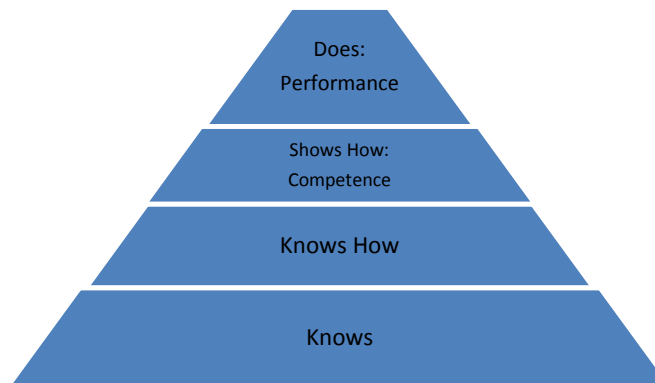 Does:
Performance
Shows How:
Competence
Knows How
Knows